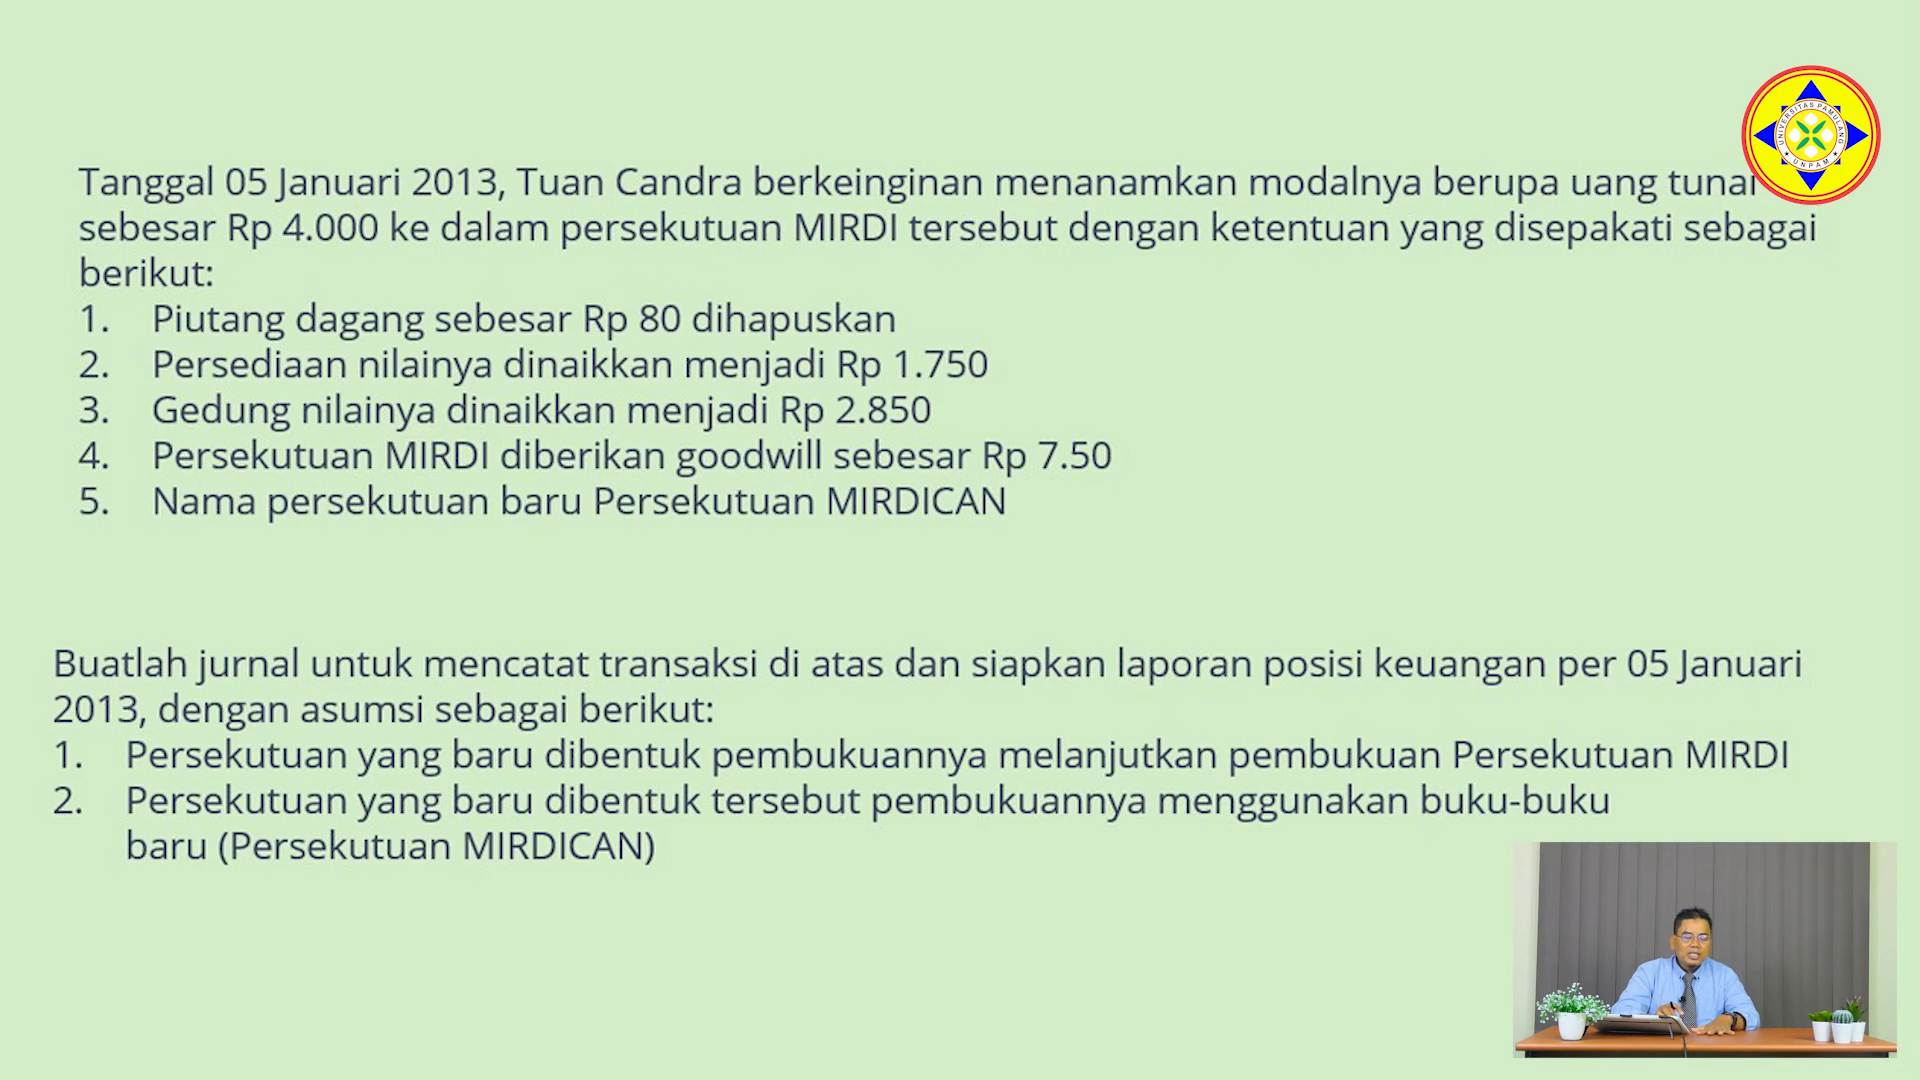 Tanggal 05 Januari 2013, Tuan Candra berkeinginan menanamkan modalnya berupa uang tunai
sebesar Rp 4.000 ke dalam persekutuan MIRDI tersebut dengan ketentuan yang disepakati sebagai
berikut:
1. Piutang dagang sebesar Rp 80 dihapuskan
2. Persediaan nilainya dinaikkan menjadi Rp 1.750
3. Gedung nilainya dinaikkan menjadi Rp 2.850
4. Persekutuan MIRDI diberikan goodwill sebesar Rp 7.50
5. Nama persekutuan baru Persekutuan MIRDICAN
Buatlah jurnal untuk mencatat transaksi di atas dan siapkan laporan posisi keuangan per 05 Januari
2013, dengan asumsi sebagai berikut:
1. Persekutuan yang baru dibentuk pembukuannya melanjutkan pembukuan Persekutuan MIRDI
2. Persekutuan yang baru dibentuk tersebut pembukuannya menggunakan buku-buku
baru (Persekutuan MIRDICAN)
UNIVERSITAS PAMULANG
UNPAM